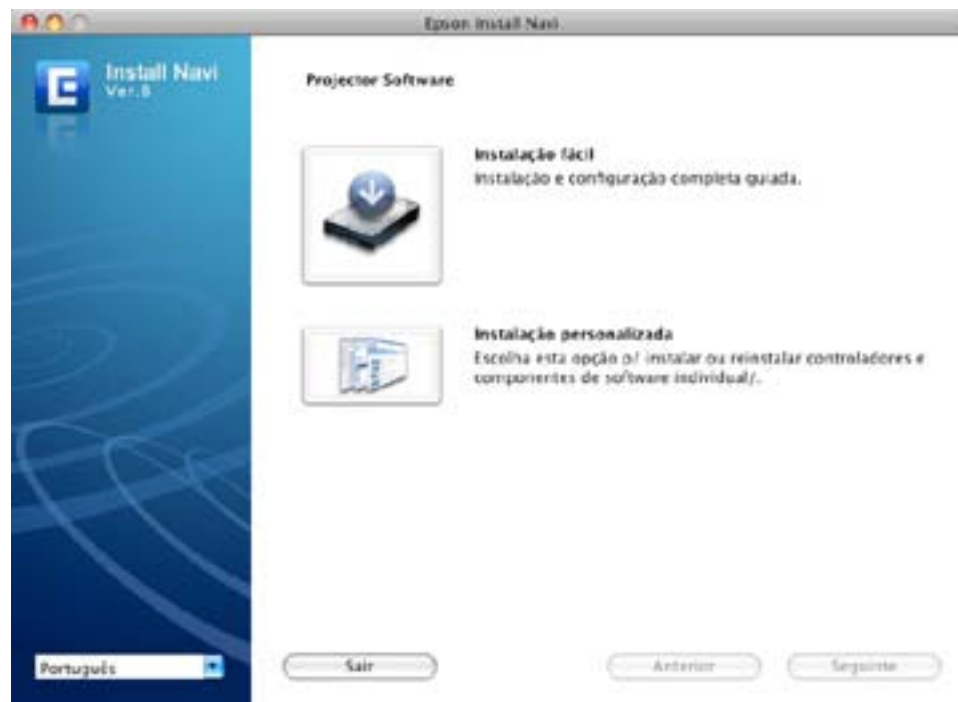 Epson Install Navi
Install Navi
Ver.8
Projector Software
Instalação fácil
Instalação e configuração completa guiada.
Instalação personalizada
Escolha esta opção p/ instalar ou reinstalar controladores e
componentes de software individual/.
Português
Sair
Anterior
Seguinte